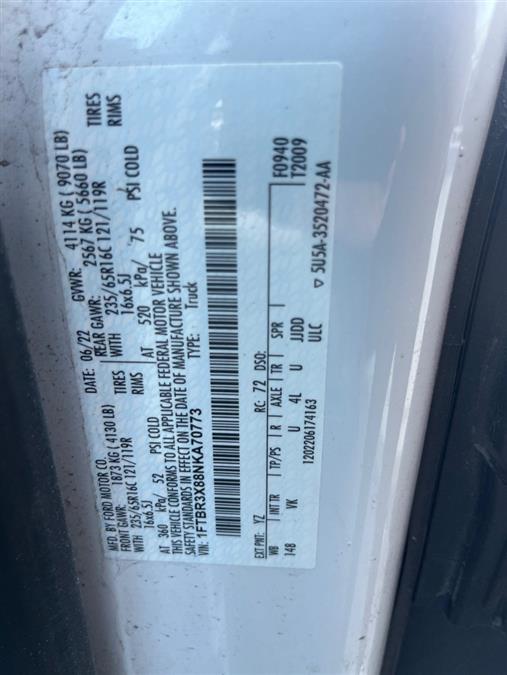 MFD. BY FORD MOTOR CO. DATE: 06/22 GVWR: 4114 KG ( 9070 LB)
FRONT GAWR: 1873 KG ( 4130 LB) REAR GAWR: 2567 KG ( 5660 LB)
WITH 235/65R16C 121/119R TIRES WITH 235/65R16C 121/119R TIRES
16x6.5J RIMS 16x6.5J RIMS
AT 360 kPa/ 52 PSI COLD AT 520 kPa/ 75 PSI COLD
THIS VEHICLE CONFORMS TO ALL APPLICABLE FEDERAL MOTOR VEHICLE
SAFETY STANDARDS IN EFFECT ON THE DATE OF MANUFACTURE SHOWN ABOVE.
VIN: 1FTBR3X88NKA70773 TYPE: Truck
F0940
T2009
EXT PNT: YZ RC: 72 DSO:
WB INT TR TP/PS R AXLE TR SPR
148 VK U 4L U JJDD
ULC
1202206174163
▽ 5U5A-3520472-AA